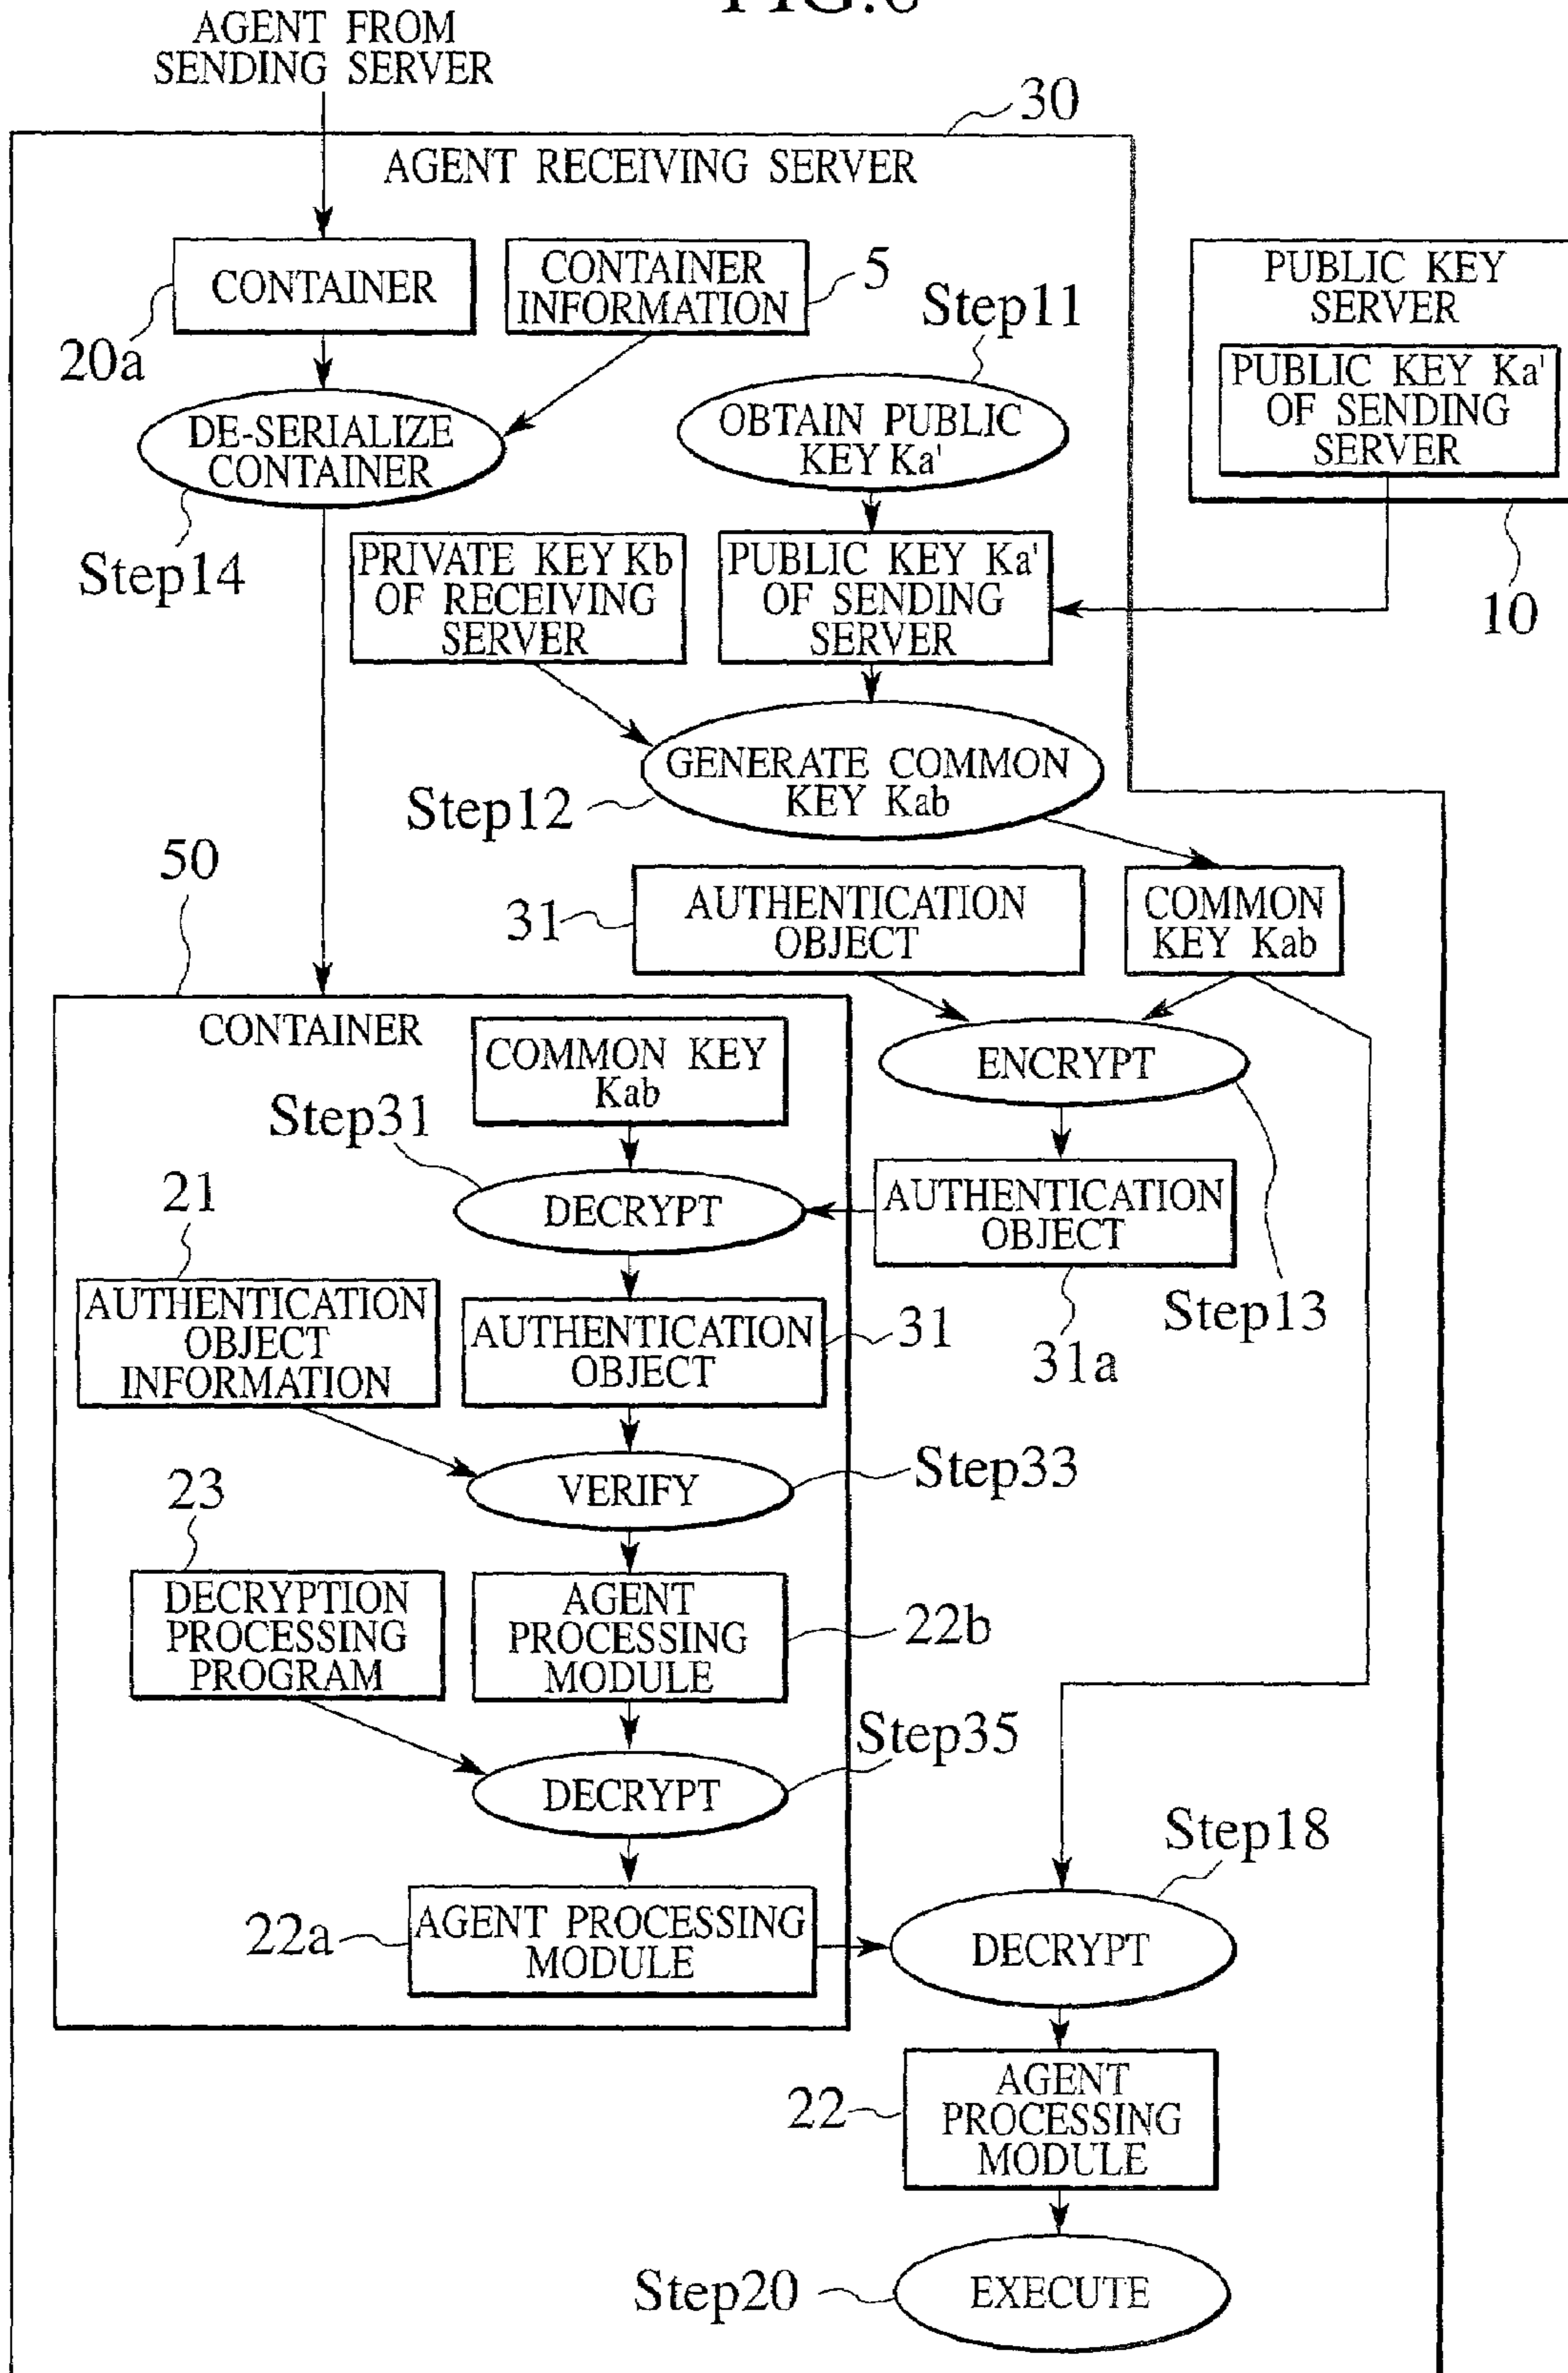 AGENT FROM
SENDING SERVER
30
AGENT RECEIVING SERVER
CONTAINER
20a
CONTAINER
INFORMATION
5
Step11
PUBLIC KEY
SERVER
PUBLIC KEY Ka'
OF SENDING
SERVER
10
DE-SERIALIZE
CONTAINER
Step14
OBTAIN PUBLIC
KEY Ka'
PRIVATE KEY Kb
OF RECEIVING
SERVER
PUBLIC KEY Ka'
OF SENDING
SERVER
GENERATE COMMON
KEY Kab
Step12
50
31
AUTHENTICATION
OBJECT
COMMON
KEY Kab
CONTAINER
COMMON KEY
Kab
ENCRYPT
Step31
DECRYPT
AUTHENTICATION
OBJECT
31a
Step13
21
AUTHENTICATION
OBJECT
INFORMATION
AUTHENTICATION
OBJECT
31
VERIFY
Step33
23
DECRYPTION
PROCESSING
PROGRAM
AGENT
PROCESSING
MODULE
22b
DECRYPT
Step35
22a
AGENT PROCESSING
MODULE
Step18
DECRYPT
22
AGENT
PROCESSING
MODULE
Step20
EXECUTE